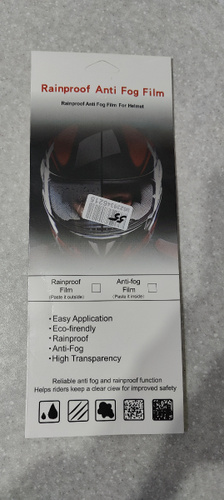 Rainproof Anti Fog Film
Rainproof Anti Fog Film For Helmet
55
Rainproof
Film
(Paste it outside)
Anti-fog
Film
(Paste it inside)
•Easy Application
•Eco-firendly
•Rainproof
•Anti-Fog
•High Transparency
Reliable anti fog and rainproof function
Helps riders keep a clear ciew for improved safety